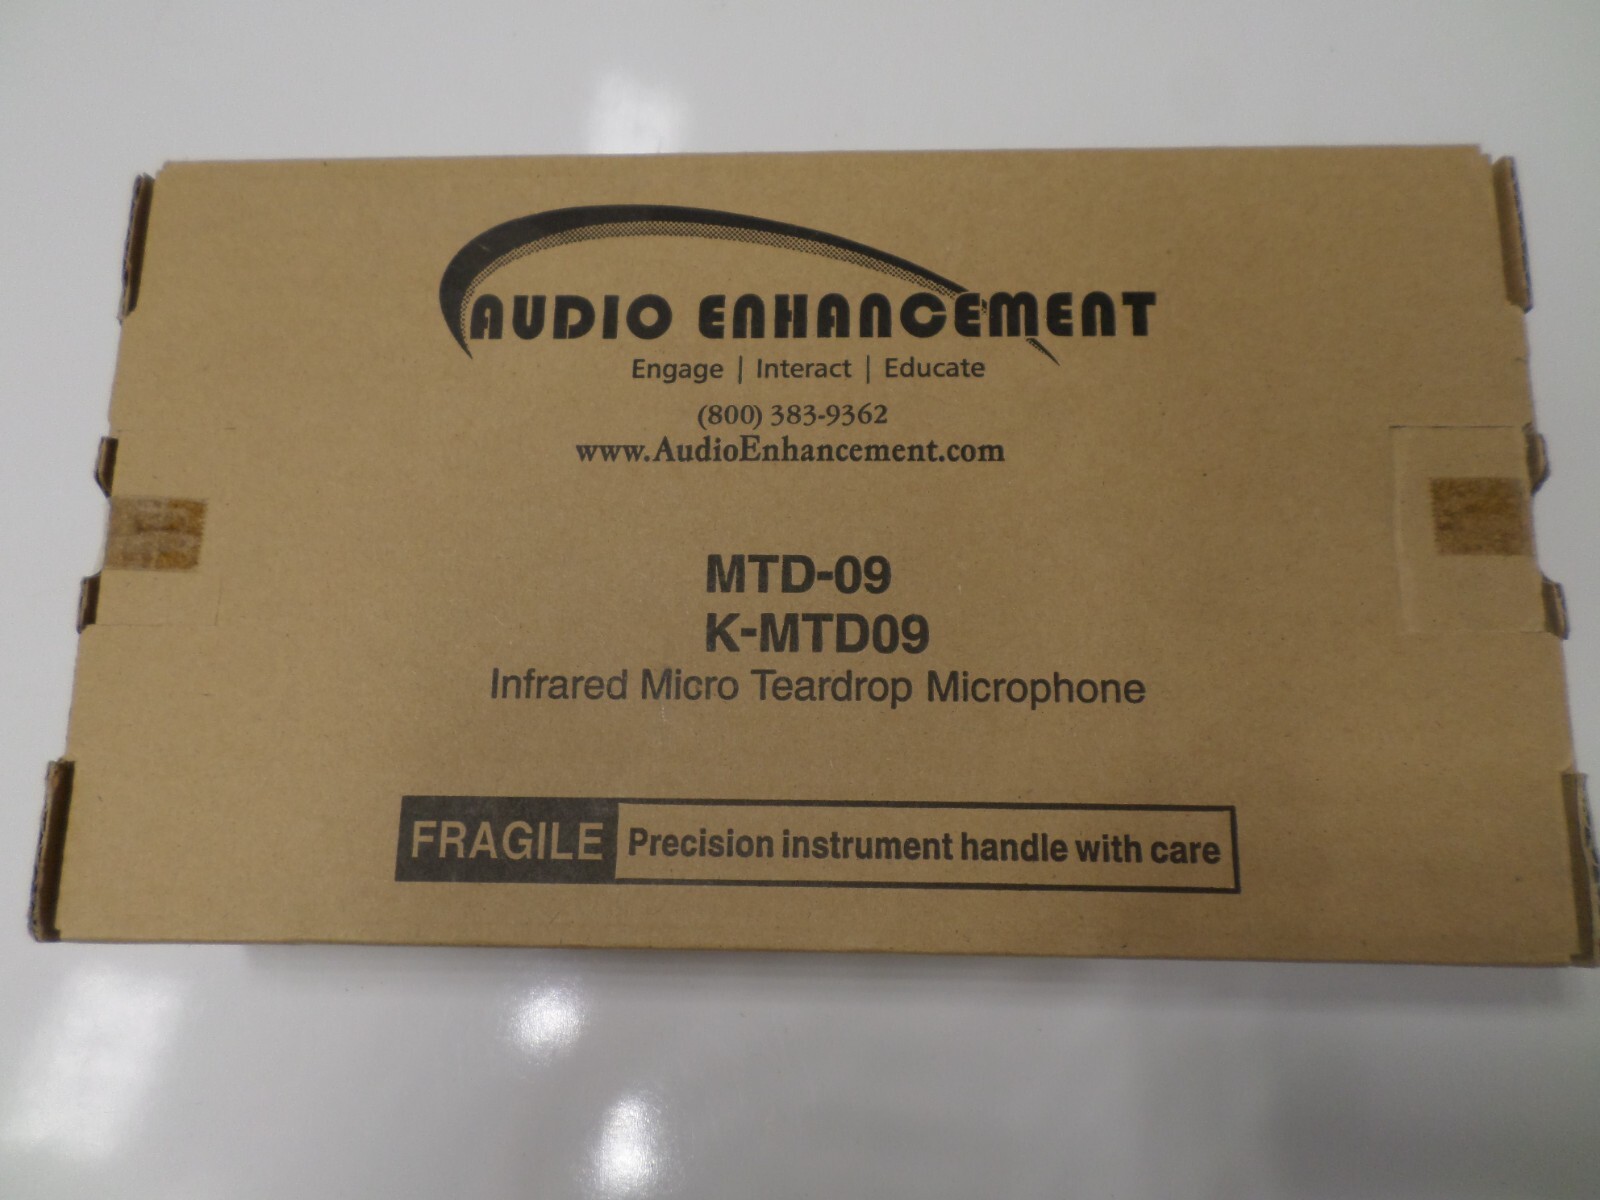 AUDIO ENHANCEMENT
Engage | Interact | Educate
(800) 383-9362
www.AudioEnhancement.com
MTD-09
K-MTD09
Infrared Micro Teardrop Microphone
FRAGILE Precision instrument handle with care